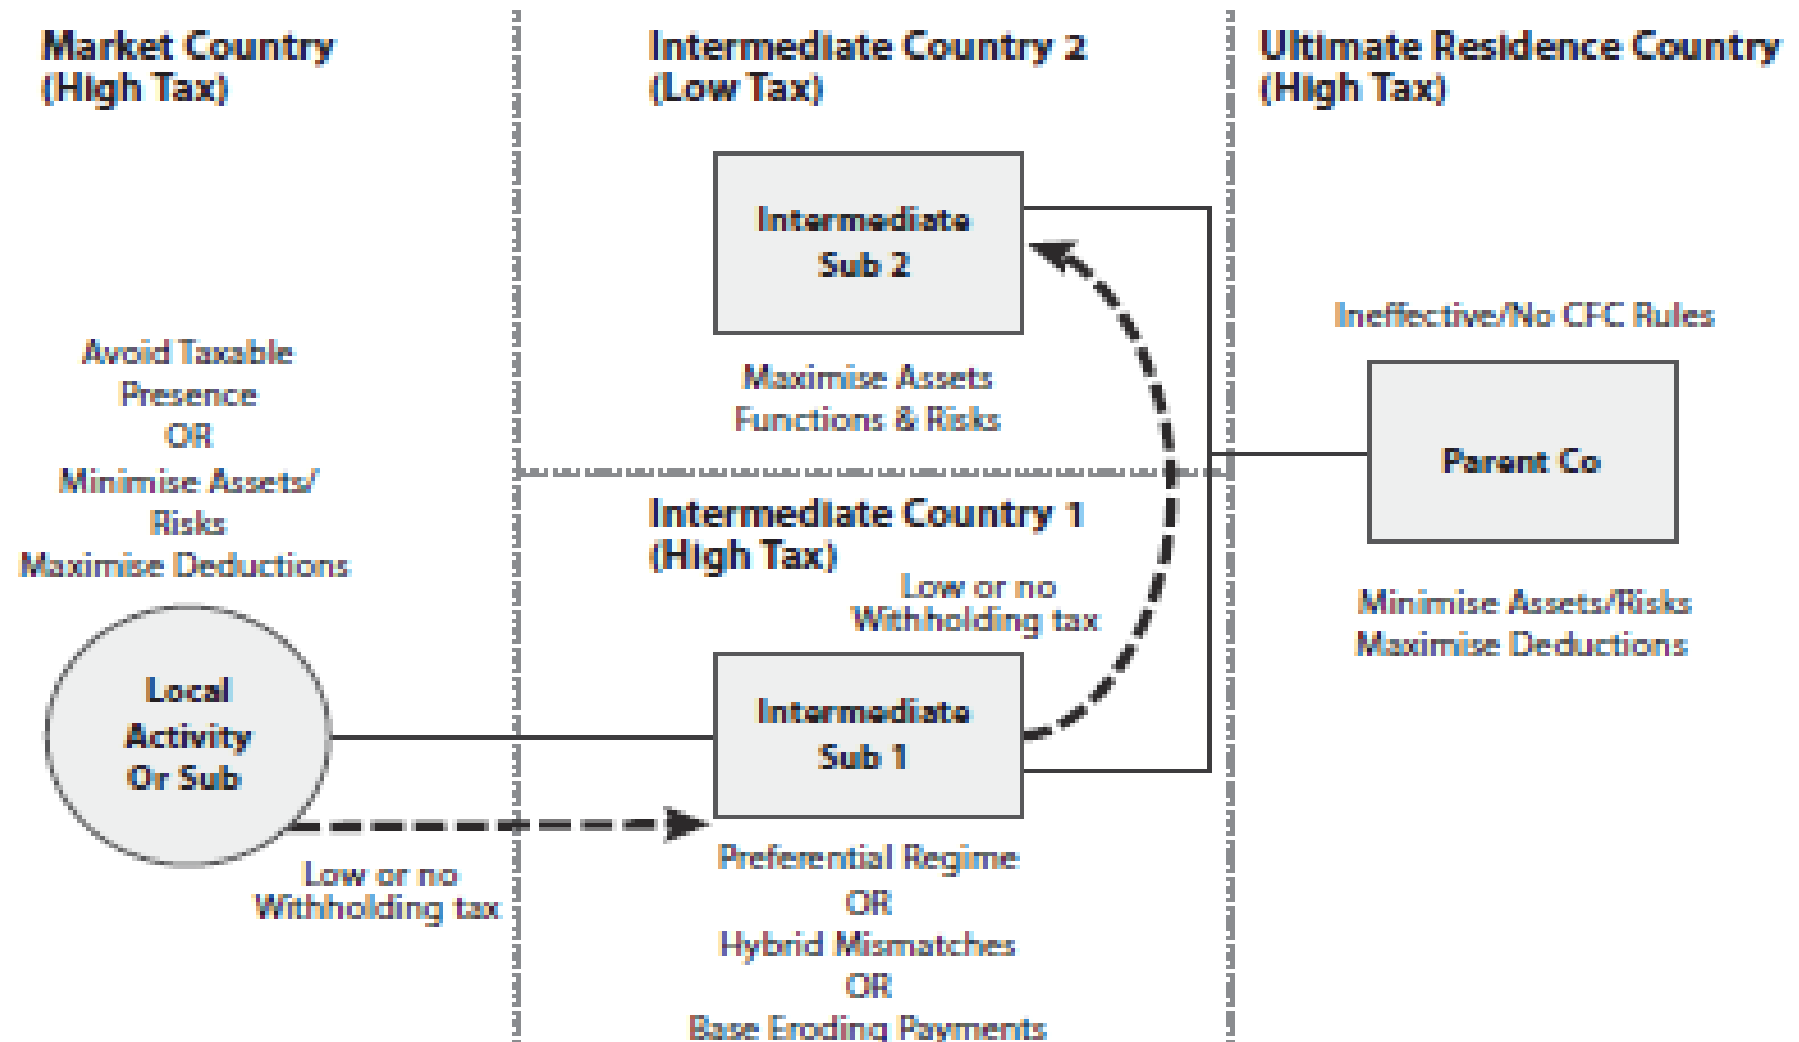 Market Country
(High Tax)
Intermediate Country 2
(Low Tax)
Ultimate Residence Country
(High Tax)
Intermediate
Sub 2
Maximise Assets
Functions & Risks
Avoid Taxable
Presence
OR
Minimise Assets/
Risks
Maximise Deductions
Ineffective/No CFC Rules
Parent Co
Minimise Assets/Risks
Maximise Deductions
Intermediate Country 1
(High Tax)
Low or no
Withholding tax
Local
Activity
Or Sub
Intermediate
Sub 1
Low or no
Withholding tax
Preferential Regime
OR
Hybrid Mismatches
OR
Base Eroding Payments